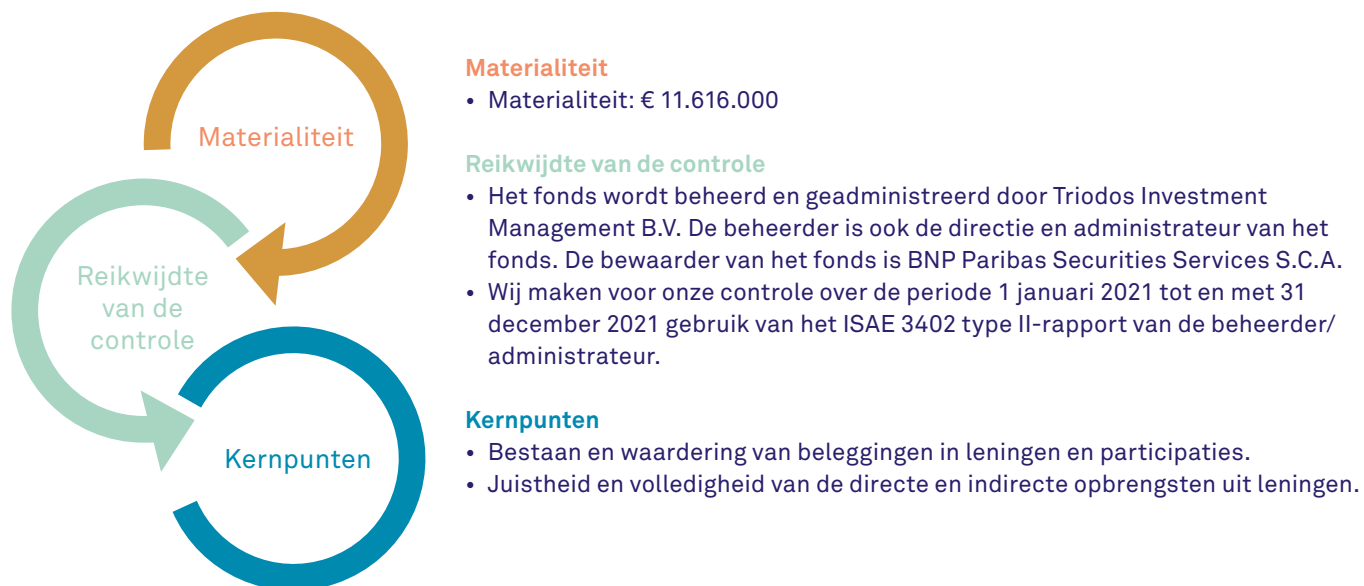 Materialiteit
Reikwijdte
van de
controle
Kernpunten
Materialiteit
• Materialiteit: € 11.616.000
Reikwijdte van de controle
• Het fonds wordt beheerd en geadministreerd door Triodos Investment
Management B.V. De beheerder is ook de directie en administrateur van het
fonds. De bewaarder van het fonds is BNP Paribas Securities Services S.C.A.
• Wij maken voor onze controle over de periode 1 januari 2021 tot en met 31
december 2021 gebruik van het ISAE 3402 type II-rapport van de beheerder/
administrateur.
Kernpunten
• Bestaan en waardering van beleggingen in leningen en participaties.
• Juistheid en volledigheid van de directe en indirecte opbrengsten uit leningen.